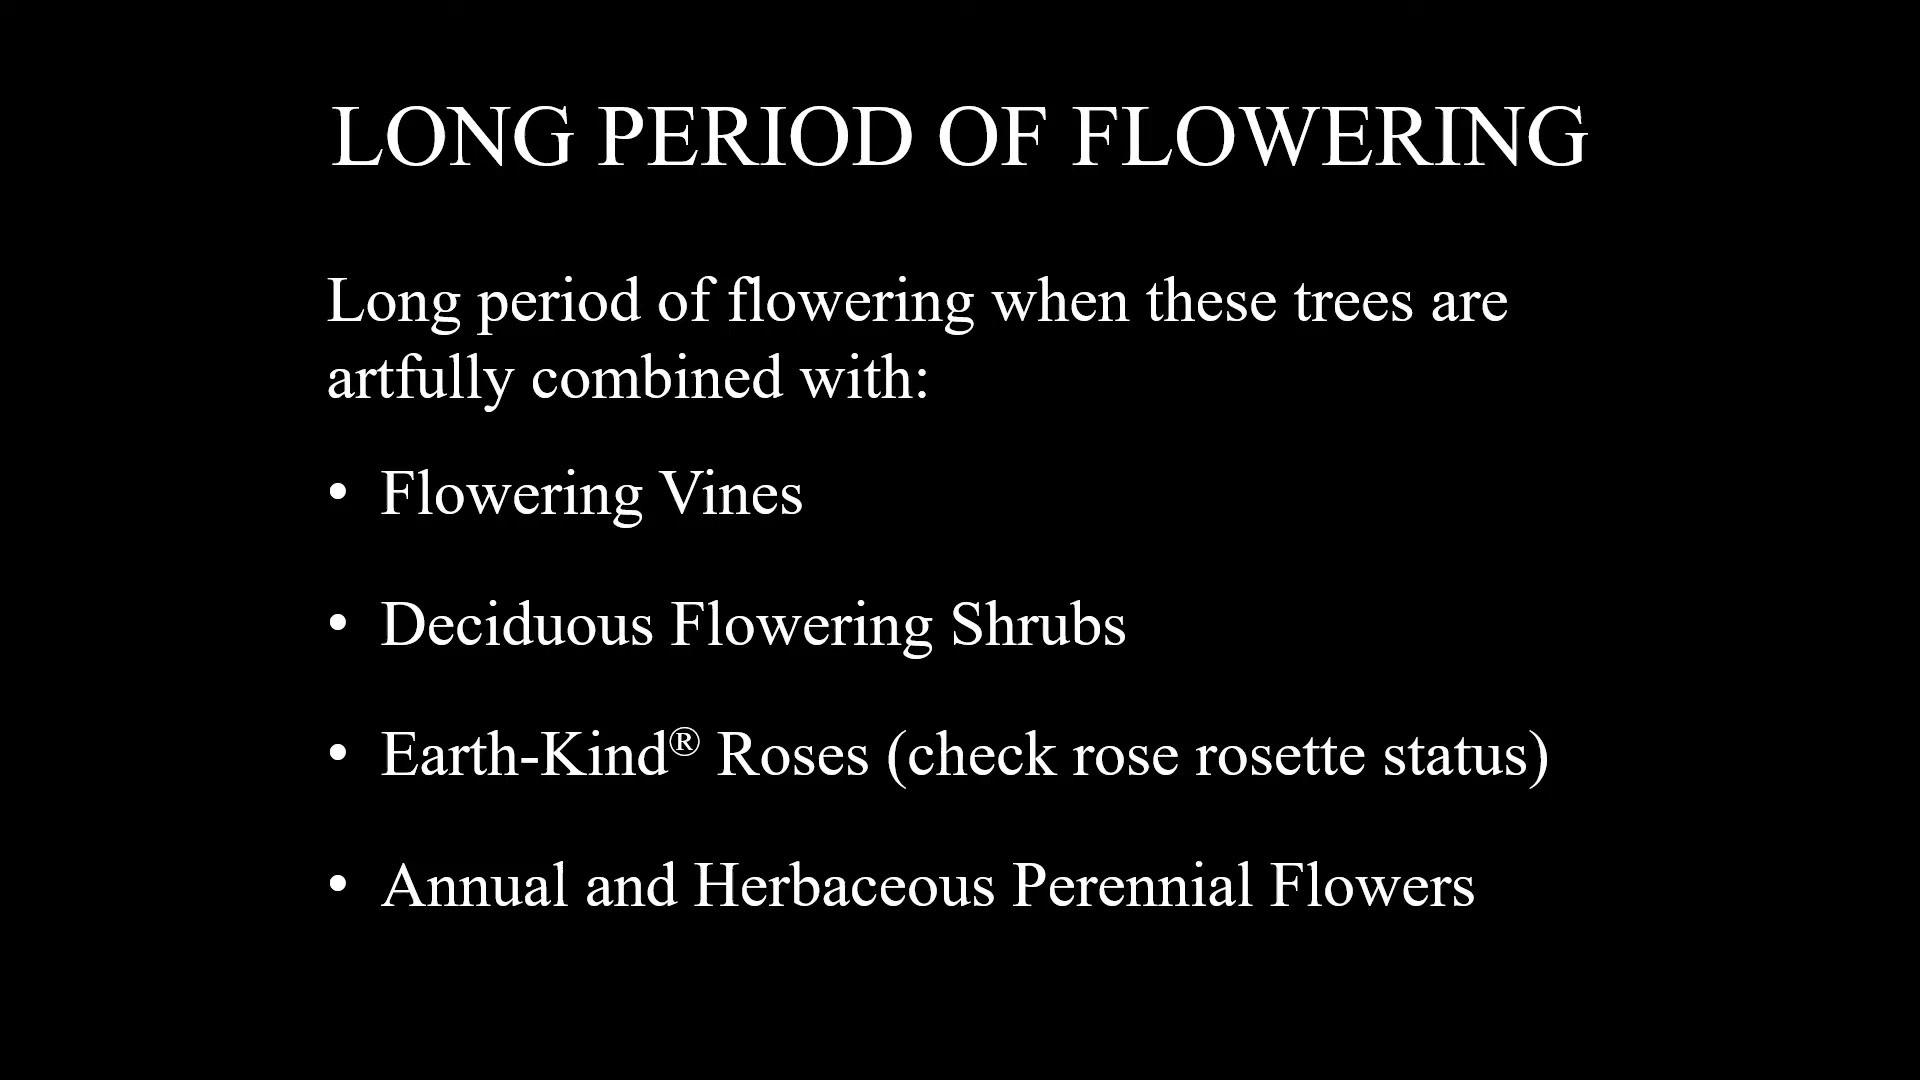 LONG PERIOD OF FLOWERING
Long period of flowering when these trees are
artfully combined with:
• Flowering Vines
• Deciduous Flowering Shrubs
• Earth-Kind® Roses (check rose rosette status)
• Annual and Herbaceous Perennial Flowers